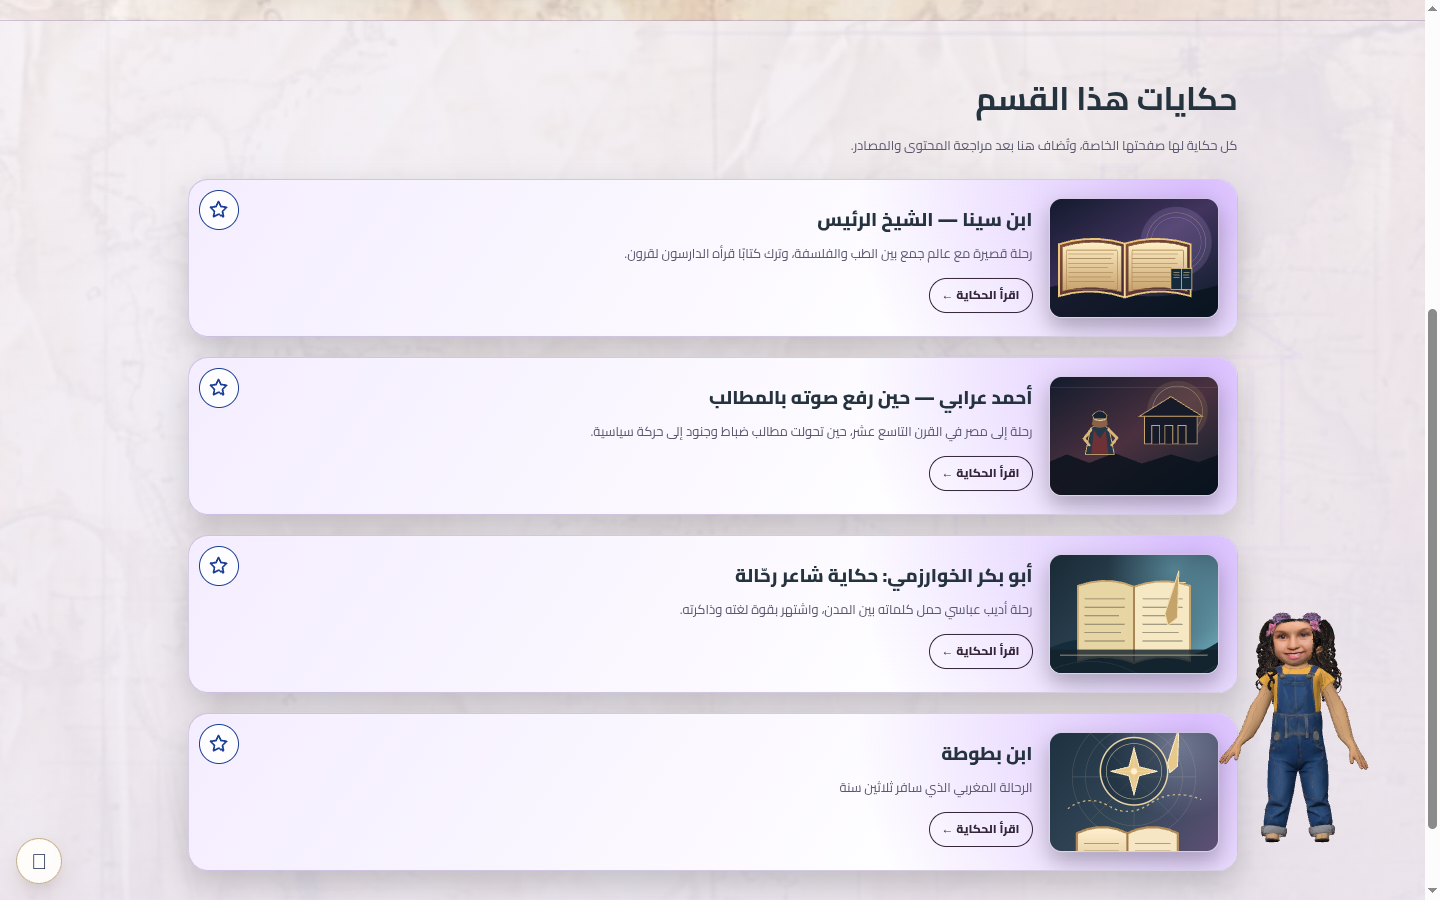 حكايات هذا القسم
كل حكاية لها صفحتها الخاصة، وتُضاف هنا بعد مراجعة المحتوى والمصادر.
ابن سينا — الشيخ الرئيس
رحلة قصيرة مع عالم جمع بين الطب والفلسفة، وترك كتابًا قرأه الدارسون لقرون.
اقرأ الحكاية ←
أحمد عرابي — حين رفع صوته بالمطالب
رحلة إلى مصر في القرن التاسع عشر، حين تحولت مطالب ضباط وجنود إلى حركة سياسية.
اقرأ الحكاية ←
أبو بكر الخوارزمي: حكاية شاعر رحّالة
رحلة أديب عباسي حمل كلماته بين المدن، واشتهر بقوة لغته وذاكرته.
اقرأ الحكاية ←
ابن بطوطة
الرحالة المغربي الذي سافر ثلاثين سنة
اقرأ الحكاية ←